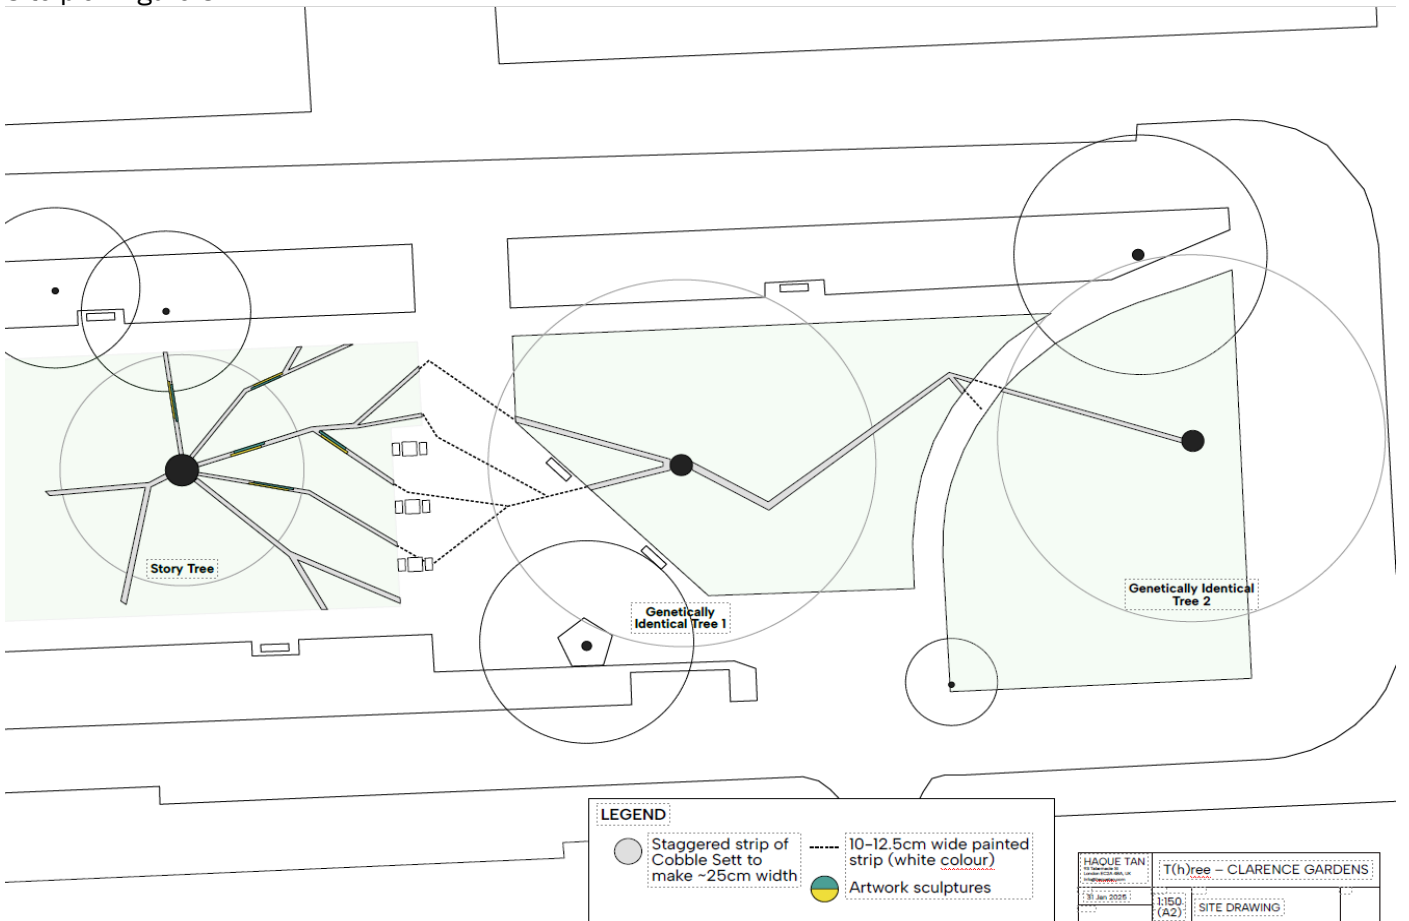 Story Tree
Genetically
Identical Tree 1
Genetically Identical
Tree 2
LEGEND
Staggered strip of
Cobble Sett to
make ~25cm width
10-12.5cm wide painted
strip (white colour)
Artwork sculptures
HAQUE TAN
T(h)ree – CLARENCE GARDENS
31 Jan 2025
1:150
(A2)
SITE DRAWING